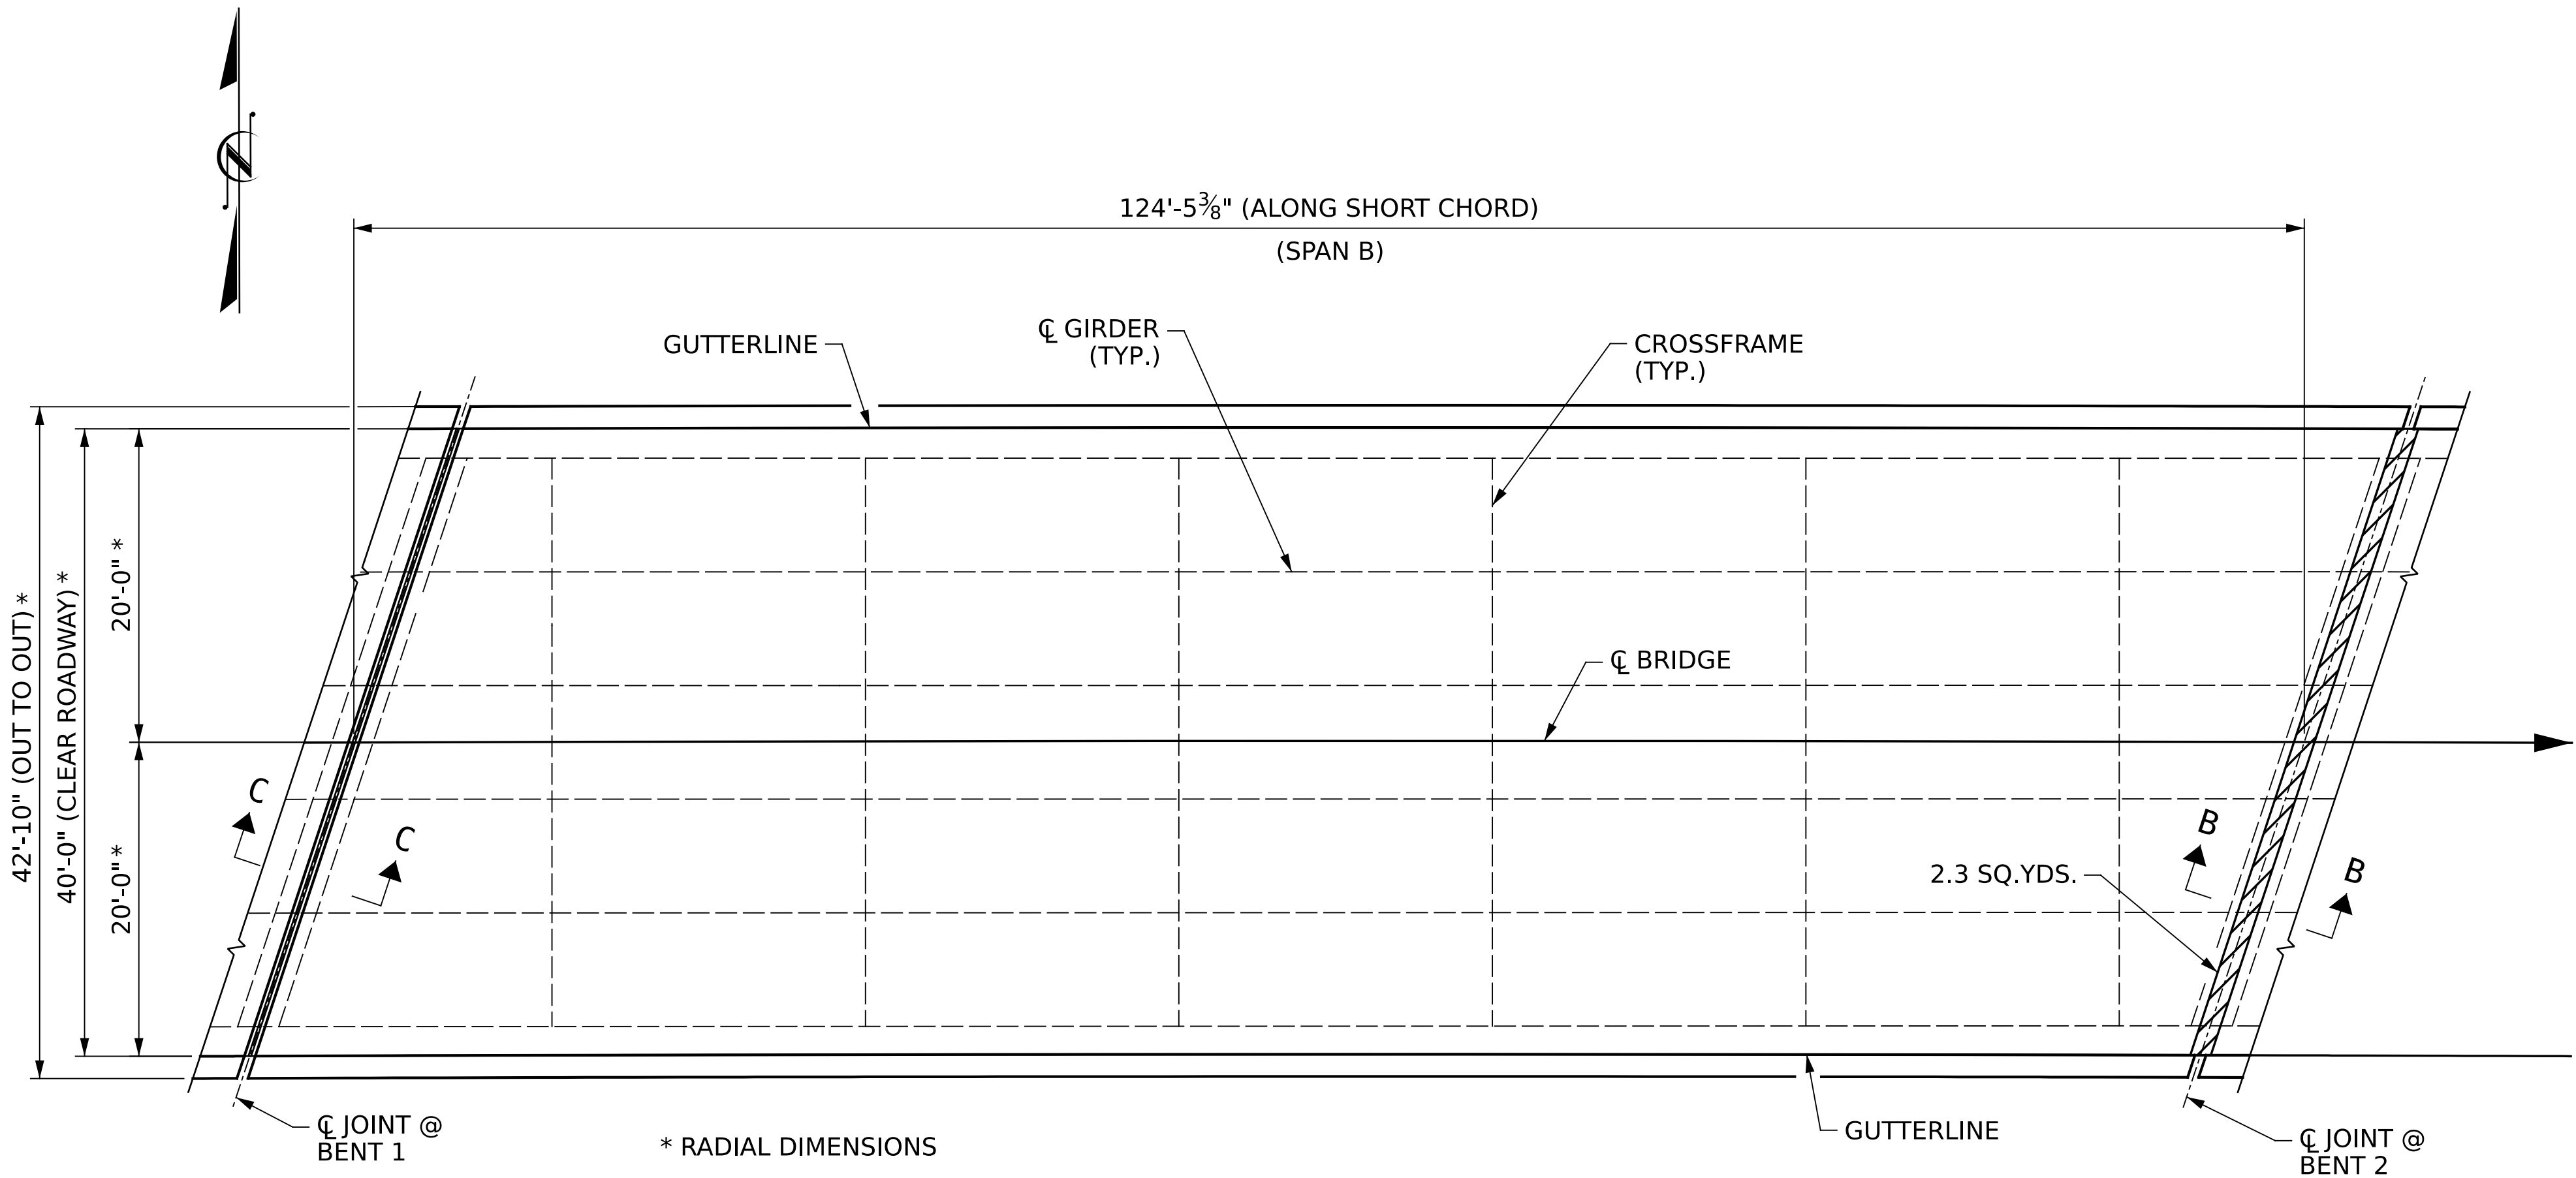 N
124'-5 3/8" (ALONG SHORT CHORD)
(SPAN B)
GUTTERLINE
℄ GIRDER
(TYP.)
CROSSFRAME
(TYP.)
42'-10" (OUT TO OUT) *
40'-0" (CLEAR ROADWAY) *
20'-0" *
20'-0"*
℄ BRIDGE
C
C
B
B
2.3 SQ.YDS.
℄ JOINT @
BENT 1
* RADIAL DIMENSIONS
GUTTERLINE
℄ JOINT @
BENT 2